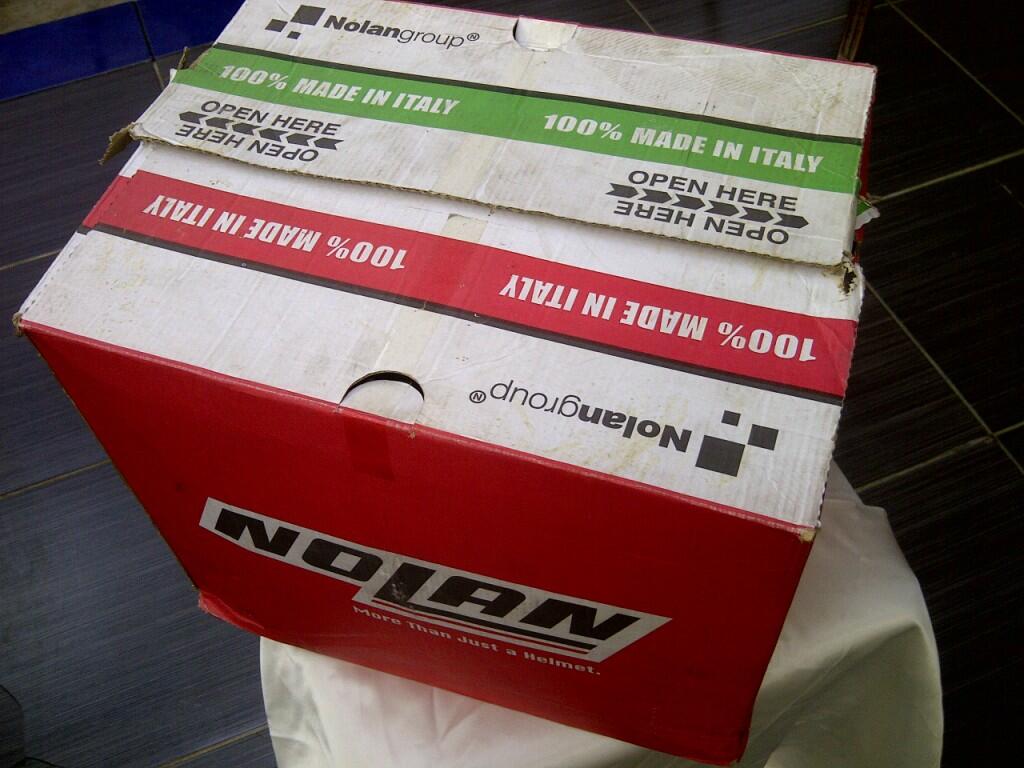 Nolangroup®
100% MADE IN ITALY
100% MADE IN ITALY
OPEN HERE
OPEN HERE
OPEN HERE
OPEN HERE
100% MADE IN ITALY
100% MADE IN ITALY
Nolangroup®
NOLAN
More Than Just a Helmet.